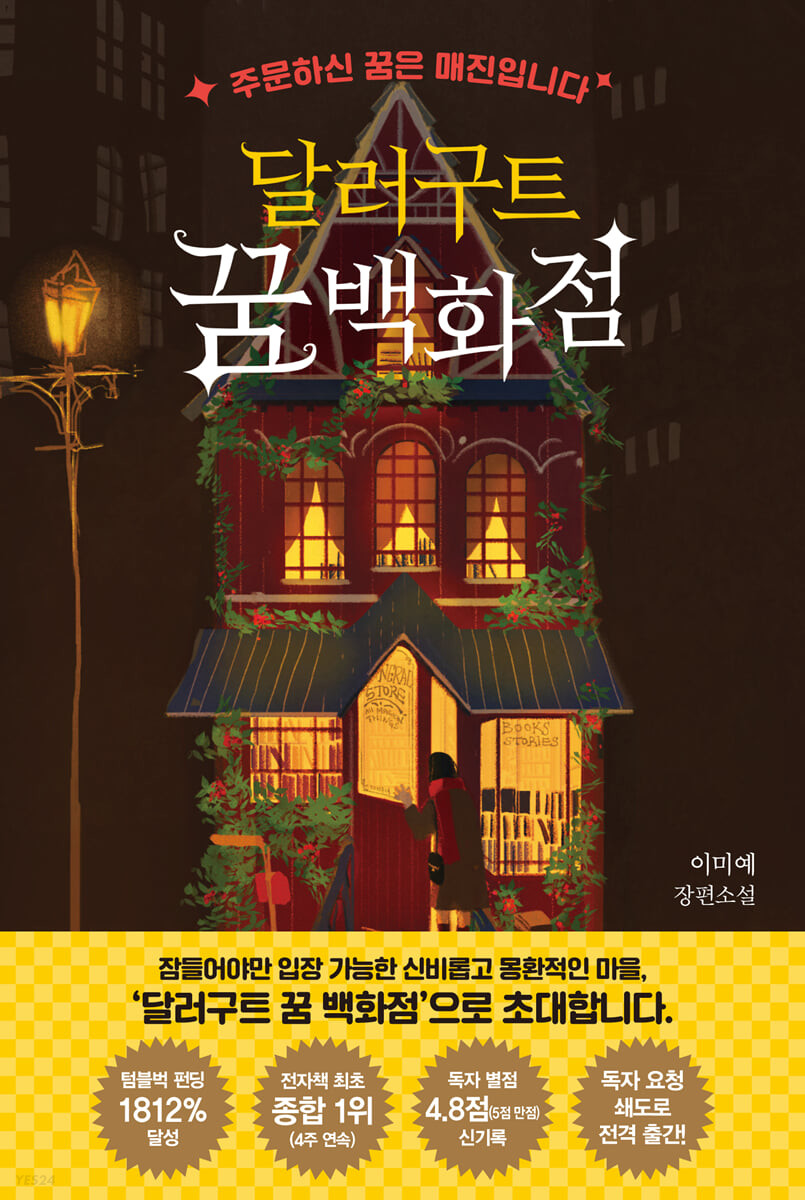 주문하신 꿈은 매진입니다
달러구트
꿈 백화점
STORE
BOOKS
STORIES
이미예
장편소설
잠들어야만 입장 가능한 신비롭고 몽환적인 마을,
‘달러구트 꿈 백화점’으로 초대합니다.
텀블벅 펀딩
1812%
달성
전자책 최초
종합 1위
(4주 연속)
독자 별점
4.8점(5점 만점)
신기록
독자 요청
쇄도로
전격 출간!
YES24